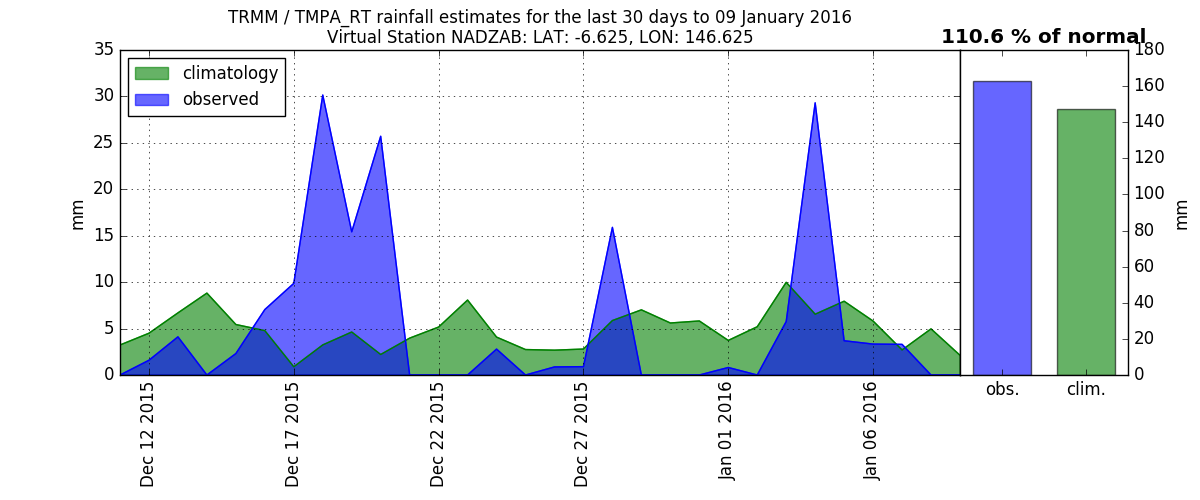 TRMM / TMPA_RT rainfall estimates for the last 30 days to 09 January 2016
Virtual Station NADZAB: LAT: -6.625, LON: 146.625
110.6 % of normal
climatology
observed
35
30
25
20
15
10
5
0
mm
Dec 12 2015
Dec 17 2015
Dec 22 2015
Dec 27 2015
Jan 01 2016
Jan 06 2016
180
160
140
120
100
80
60
40
20
0
mm
obs.
clim.